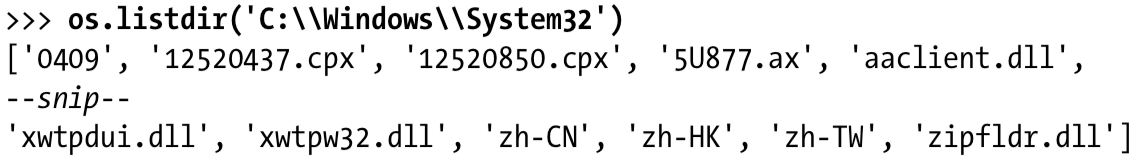 >>> os.listdir('C:\\Windows\\System32')
['0409', '12520437.cpx', '12520850.cpx', '5U877.ax', 'aaclient.dll',
--snip--
'xwtpdui.dll', 'xwtpw32.dll', 'zh-CN', 'zh-HK', 'zh-TW', 'zipfldr.dll']